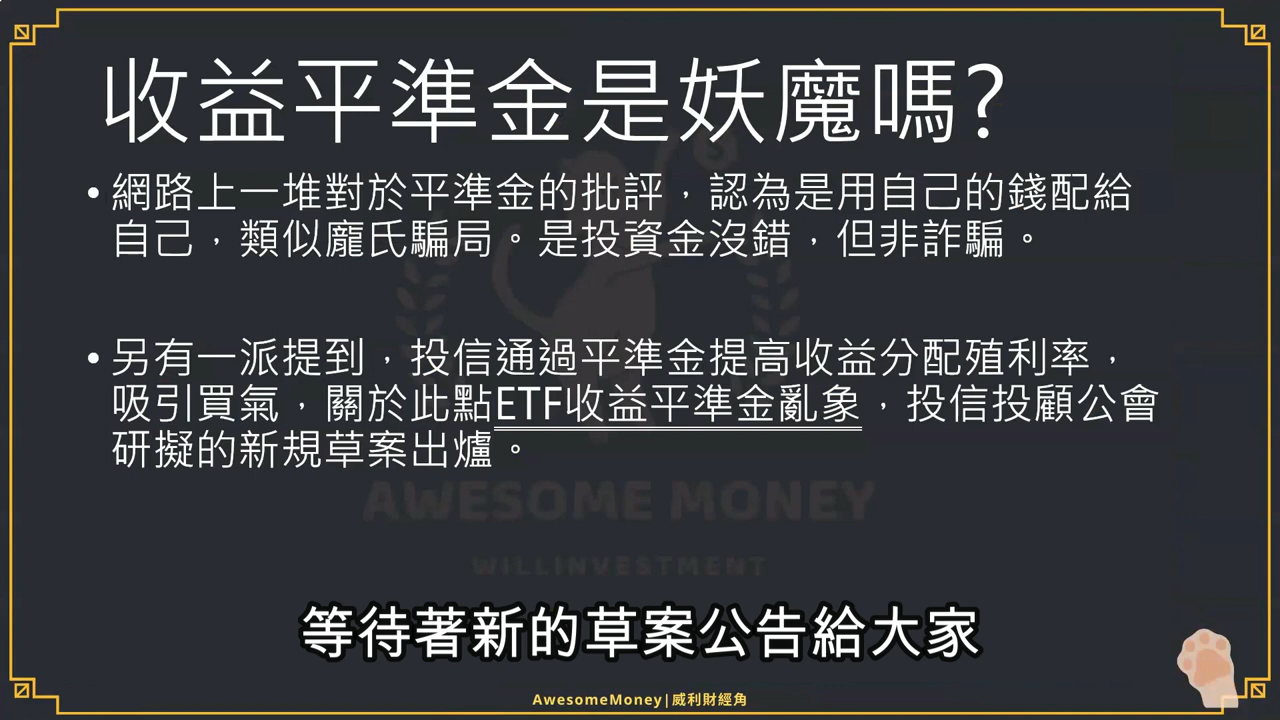 收益平準金是妖魔嗎?
• 網路上一堆對於平準金的批評，認為是用自己的錢配給
自己，類似龐氏騙局。是投資金沒錯，但非詐騙。
• 另有一派提到，投信通過平準金提高收益分配殖利率，
吸引買氣，關於此點ETF收益平準金亂象，投信投顧公會
研擬的新規草案出爐。
AWESOME MONEY
WILLINVESTMENT
等待著新的草案公告給大家
AwesomeMoney|威利財經角